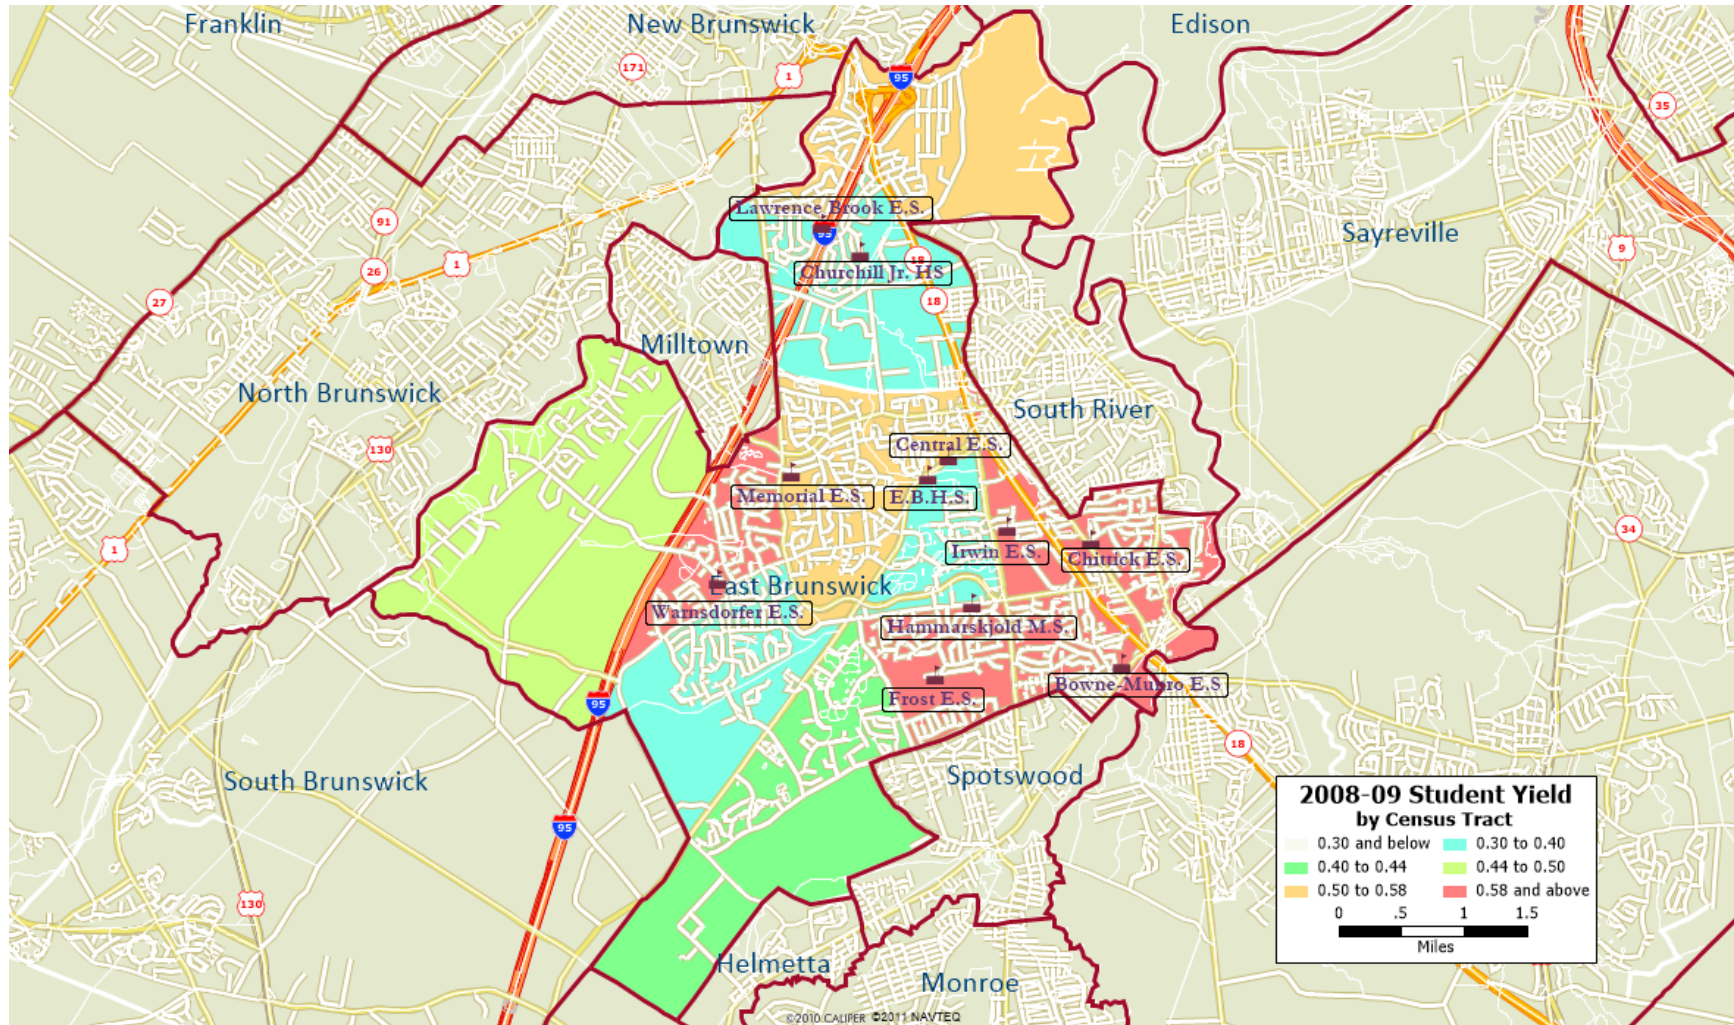 Franklin
New Brunswick
Edison
171
1
95
35
Lawrence Brook E.S.
91
95
Sayreville
9
Churchill Jr. HS
18
26
1
27
18
Milltown
North Brunswick
South River
130
Central E.S.
Memorial E.S.
E.B.H.S.
34
1
Irwin E.S.
Chittick E.S.
East Brunswick
Warnsdorfer E.S.
Hammarskjold M.S.
Bowne-Munro E.S
Frost E.S.
95
18
South Brunswick
Spotswood
2008-09 Student Yield
by Census Tract
0.30 and below
0.30 to 0.40
0.40 to 0.44
0.44 to 0.50
0.50 to 0.58
0.58 and above
0 .5 1 1.5
Miles
95
130
Helmetta
Monroe
©2010 CALIPER ©2011 NAVTEQ